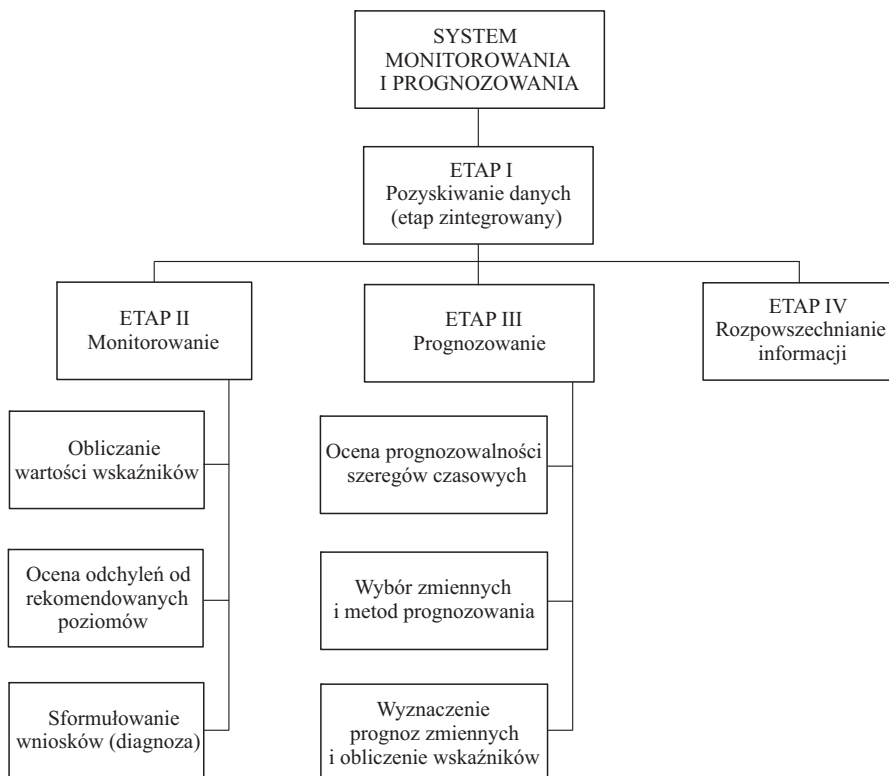 SYSTEM
MONITOROWANIA
I PROGNOZOWANIA
ETAP I
Pozyskiwanie danych
(etap zintegrowany)
ETAP II
Monitorowanie
ETAP III
Prognozowanie
ETAP IV
Rozpowszechnianie
informacji
Obliczanie
wartości wskaźników
Ocena odchyleń od
rekomendowanych
poziomów
Sformułowanie
wniosków (diagnoza)
Ocena prognozowalności
szeregów czasowych
Wybór zmiennych
i metod prognozowania
Wyznaczenie
prognoz zmiennych
i obliczenie wskaźników